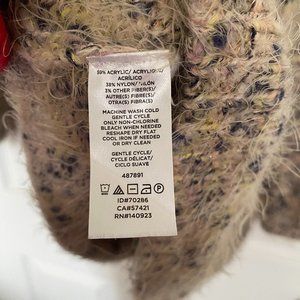 59% ACRYLIC/ ACRYLIQUE/
ACRÍLICO
38% NYLON/ NILÓN
3% OTHER FIBER(S)/
AUTRE(S) FIBRE(S)/
OTRA(S) FIBRA(S)
MACHINE WASH COLD
GENTLE CYCLE
ONLY NON-CHLORINE
BLEACH WHEN NEEDED
RESHAPE DRY FLAT
COOL IRON IF NEEDED
OR DRY CLEAN
GENTLE CYCLE/
CYCLE DÉLICAT/
CICLO SUAVE
487891
ID#70286
CA#57421
RN#140923